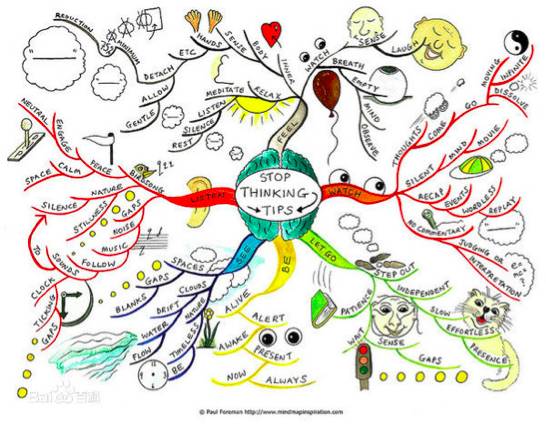 STOP
THINKING
TIPS
FEEL
REDUCTION
MINIMUM
DETACH
ETC
ALLOW
GENTLE
HANDS
SENSE
BODY
INNER
RELAX
MEDITATE
LISTEN
SILENCE
REST
WATCH
SENSE
LAUGH
BREATH
EMPTY
MIND
OBSERVE
WATCH
THOUGHTS
COME
GO
MOVING
INFINITE
DISSOLVE
SILENT
MIND
MOVIE
RECAP
EVENTS
WORDLESS
REPLAY
NO COMMENTARY
JUDGING OR
INTERPRETATION
LET GO
STEP OUT
INDEPENDENT
SLOW
EFFORTLESS
PRESENCE
PATIENCE
WAIT
SENSE
GAPS
BE
ALIVE
ALERT
AWAKE
PRESENT
NOW
ALWAYS
SEE
SPACES
GAPS
BLANKS
CLOUDS
DRIFT
NATURE
WATER
FLOW
TIMELESS
BE
LISTEN
BIRDSONG
PEACE
ENGAGE
NEUTRAL
CALM
SPACE
NATURE
SILENCE
STILLNESS
GAPS
NOISE
MUSIC
FOLLOW
SOUNDS
TO
CLOCK
TICKING
GAPS
Bai百科
© Paul Foreman http://www.mindmapinspiration.com